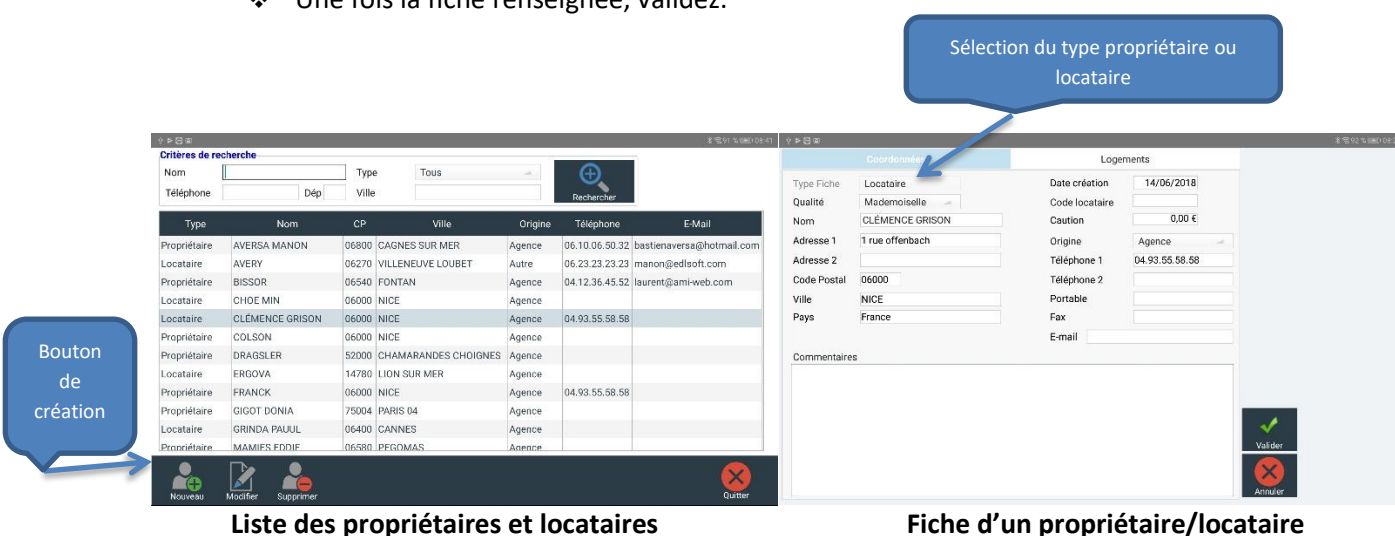 ❖ Une fois la fiche renseignée, validez.
Sélection du type propriétaire ou
locataire
91 % 08:41
Critères de recherche
Nom Type Tous
Téléphone Dép Ville
Rechercher
Type Nom CP Ville Origine Téléphone E-Mail
Propriétaire AVERSA MANON 06800 CAGNES SUR MER Agence 06.10.06.50.32 bastienaversa@hotmail.com
Locataire AVERY 06270 VILLENEUVE LOUBET Autre 06.23.23.23.23 manon@edlsoft.com
Propriétaire BISSOR 06540 FONTAN Agence 04.12.36.45.52 laurent@ami-web.com
Locataire CHOE MIN 06000 NICE Agence
Locataire CLÉMENCE GRISON 06000 NICE Agence 04.93.55.58.58
Propriétaire COLSON 06000 NICE Agence
Propriétaire DRAGSLER 52000 CHAMARANDES CHOIGNES Agence
Locataire ERGOVA 14780 LION SUR MER Agence
Propriétaire FRANCK 06000 NICE Agence 04.93.55.58.58
Propriétaire GIGOT DONIA 75004 PARIS 04 Agence
Locataire GRINDA PAUUL 06400 CANNES Agence
Propriétaire MAMIES EDDIE 06580 PEGOMAS Agence
Nouveau Modifier Supprimer Quitter
Bouton
de
création
92 %
Coordonnées Logements
Type Fiche Locataire Date création 14/06/2018
Qualité Mademoiselle Code locataire
Nom CLÉMENCE GRISON Caution 0,00 €
Adresse 1 1 rue offenbach Origine Agence
Adresse 2 Téléphone 1 04.93.55.58.58
Code Postal 06000 Téléphone 2
Ville NICE Portable
Pays France Fax
E-mail
Commentaires
Valider
Annuler
Liste des propriétaires et locataires Fiche d’un propriétaire/locataire